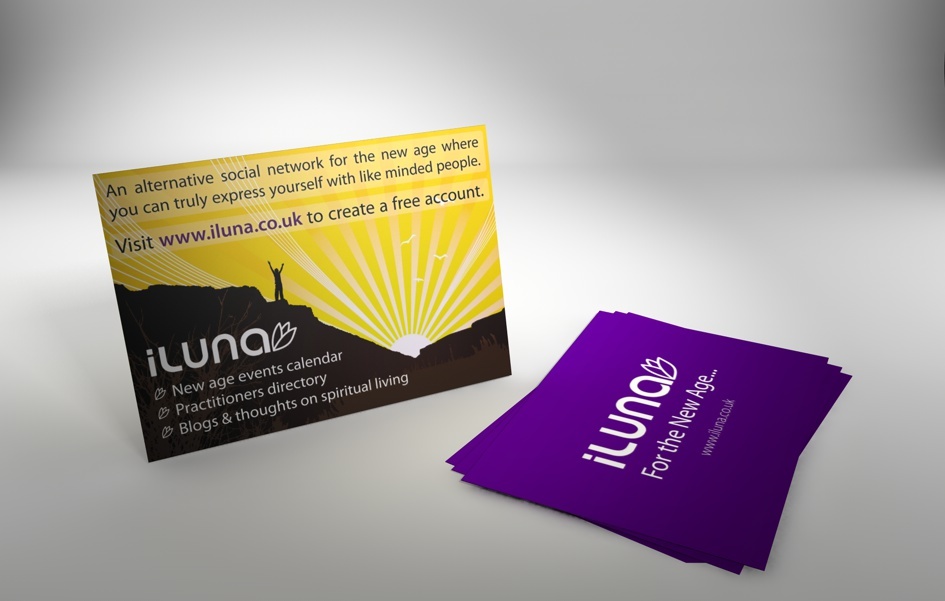 An alternative social network for the new age where
you can truly express yourself with like minded people.
Visit www.iluna.co.uk to create a free account.
iLUNA
New age events calendar
Practitioners directory
Blogs & thoughts on spiritual living
iLUNA
For the New Age...
www.iluna.co.uk